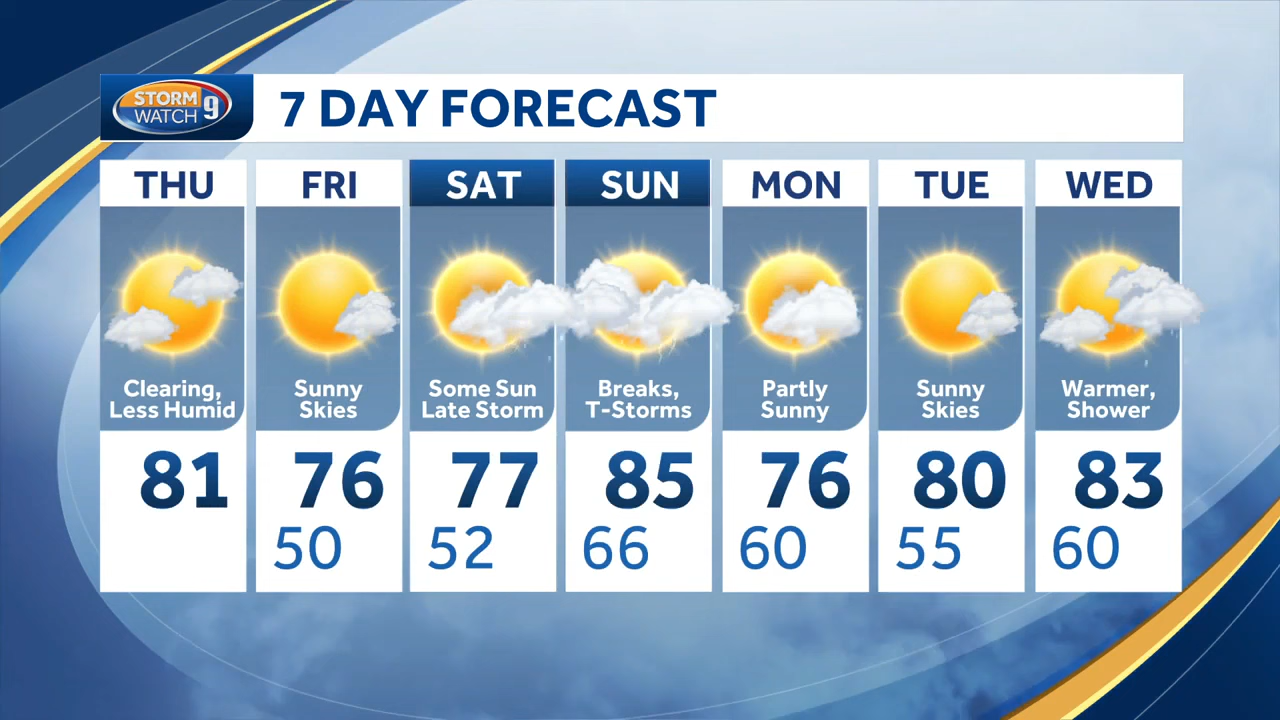 STORM
WATCH 9
7 DAY FORECAST
THU
FRI
SAT
SUN
MON
TUE
WED
Clearing,
Less Humid
Sunny
Skies
Some Sun
Late Storm
Breaks,
T-Storms
Partly
Sunny
Sunny
Skies
Warmer,
Shower
81
76
77
85
76
80
83
50
52
66
60
55
60